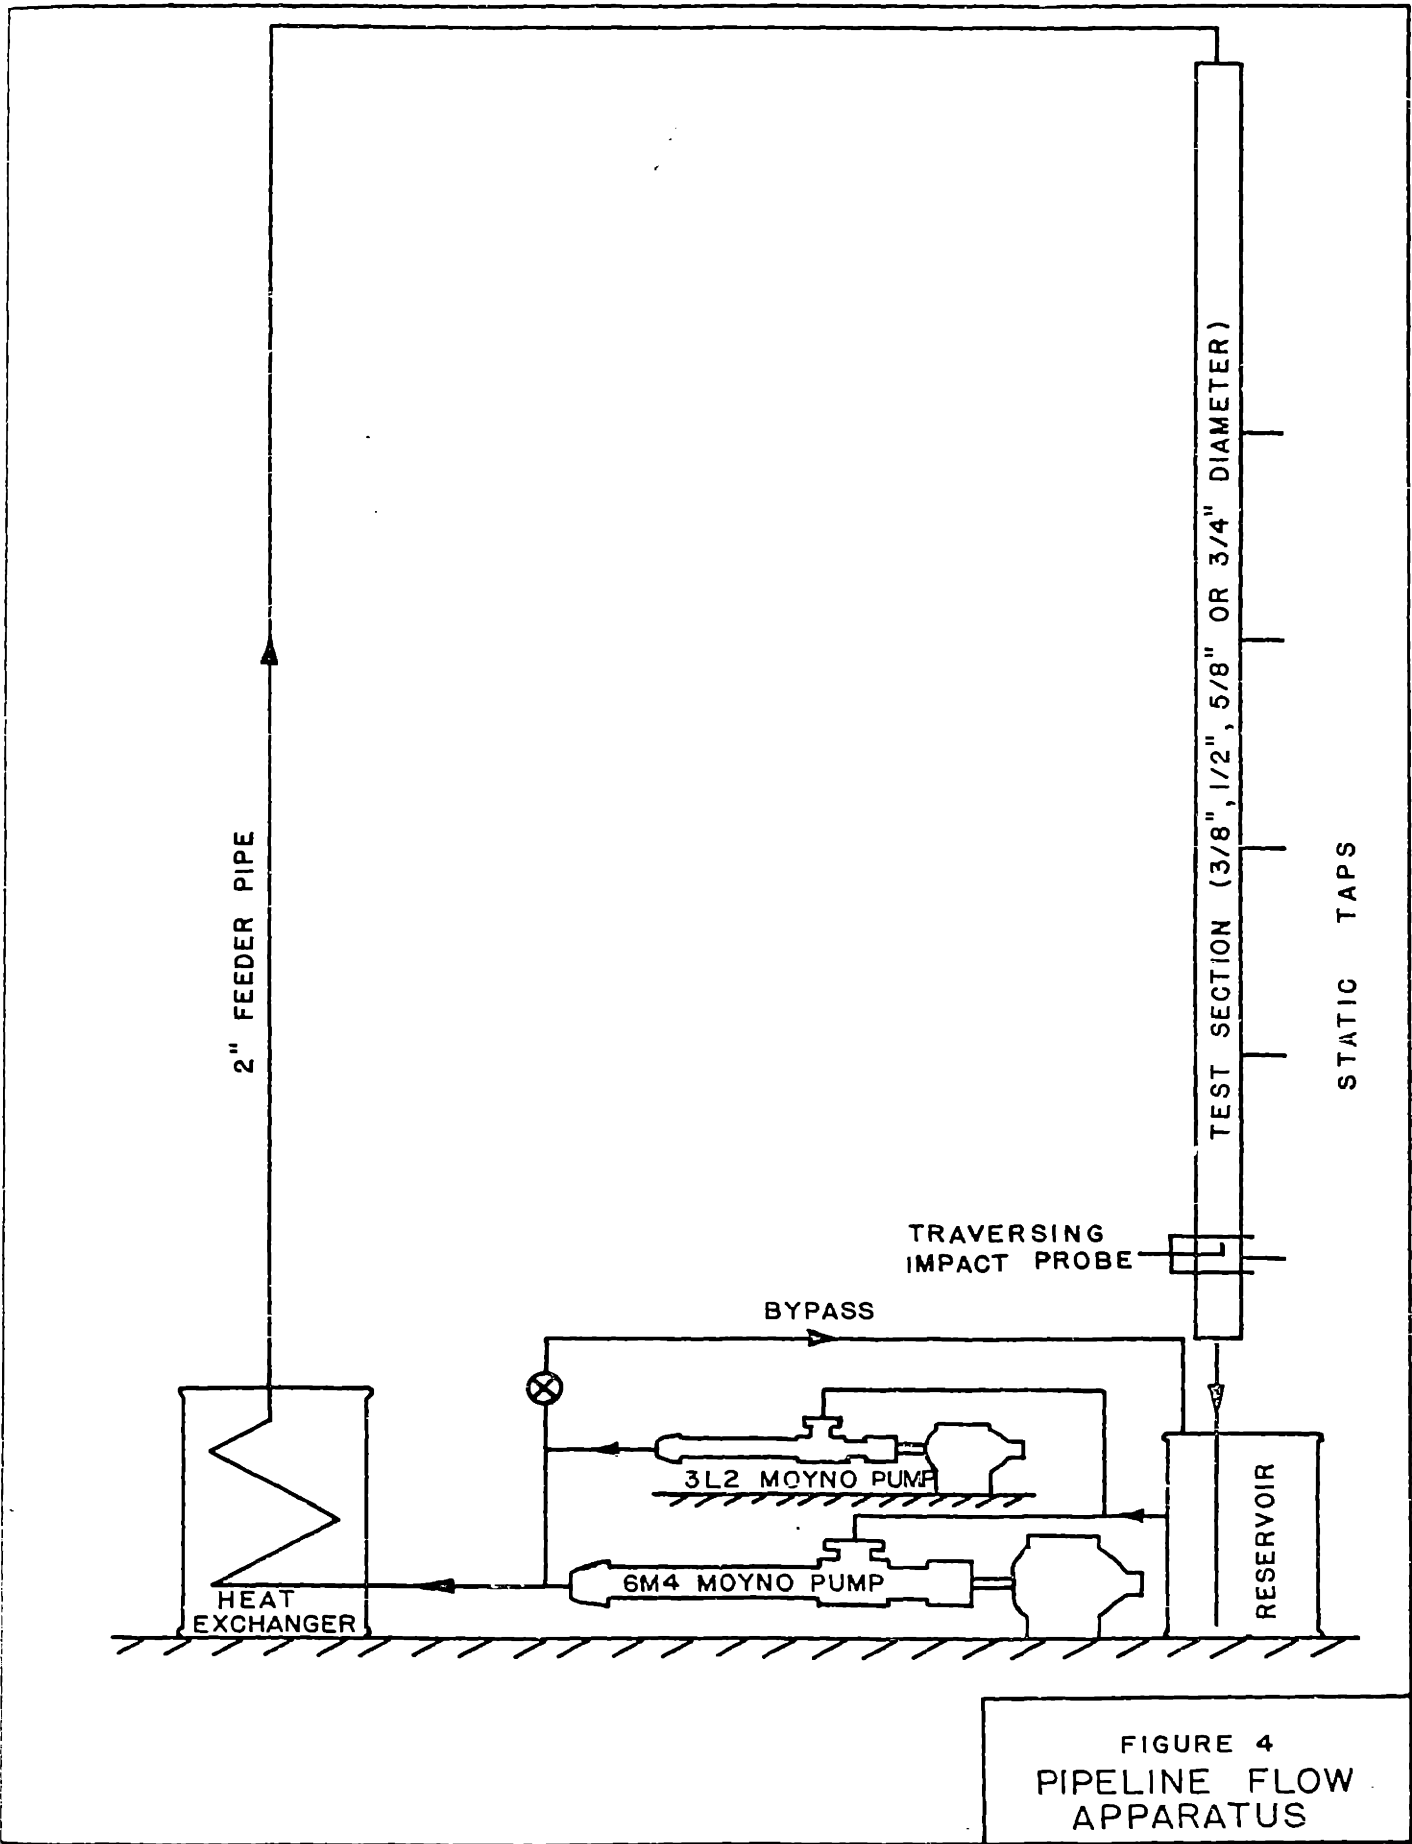 2" FEEDER PIPE
TEST SECTION (3/8", 1/2", 5/8" OR 3/4" DIAMETER)
STATIC TAPS
TRAVERSING
IMPACT PROBE
BYPASS
3L2 MOYNO PUMP
6M4 MOYNO PUMP
RESERVOIR
HEAT
EXCHANGER
FIGURE 4
PIPELINE FLOW
APPARATUS